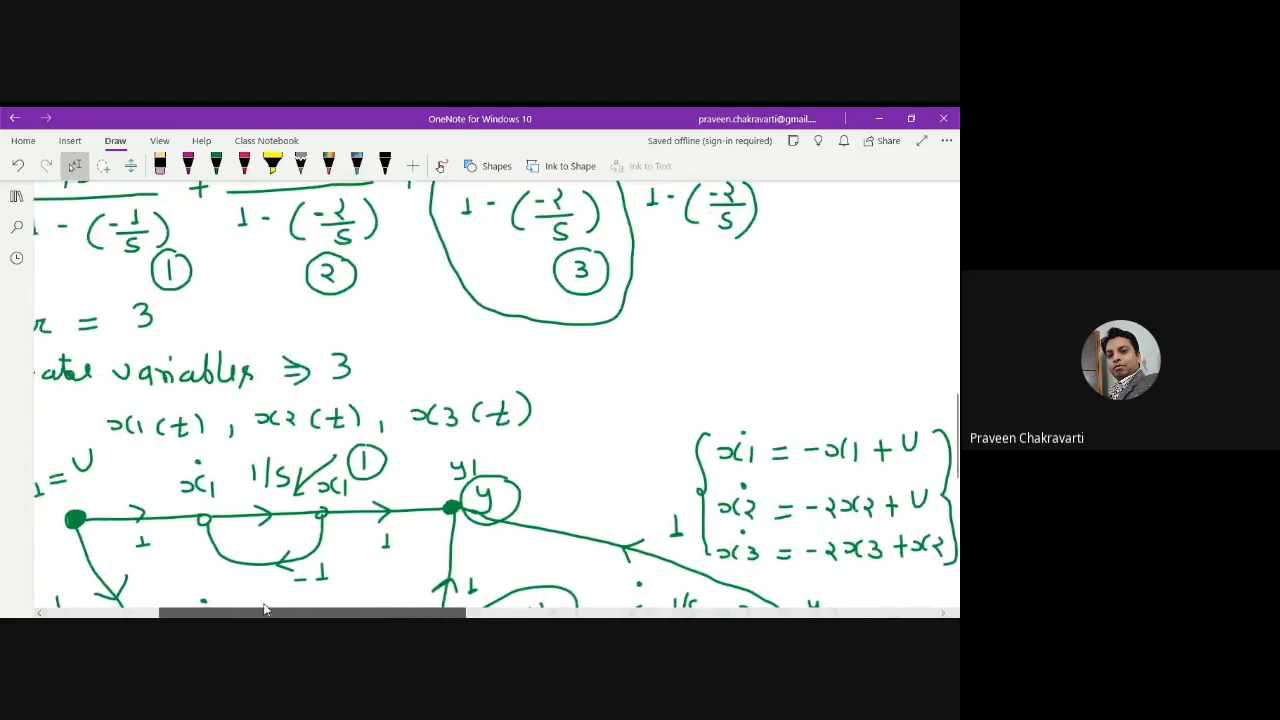 OneNote for Windows 10
praveen.chakravarti@gmail....
Home Insert Draw View Help Class Notebook
Saved offline (sign-in required)
Share
Shapes Ink to Shape Ink to Text
+
- (-1/s) 1 - (-2/s) 1 - (-2/s) 1 - (-2/s)
1 2 3
r = 3
variables ⇒ 3
x1(t), x2(t), x3(t)
= U ẋ1 1/s x1 1 y1
y
1 1
-1
1
ẋ1 = -x1 + U
ẋ2 = -2x2 + U
ẋ3 = -2x3 + x2
1
Praveen Chakravarti